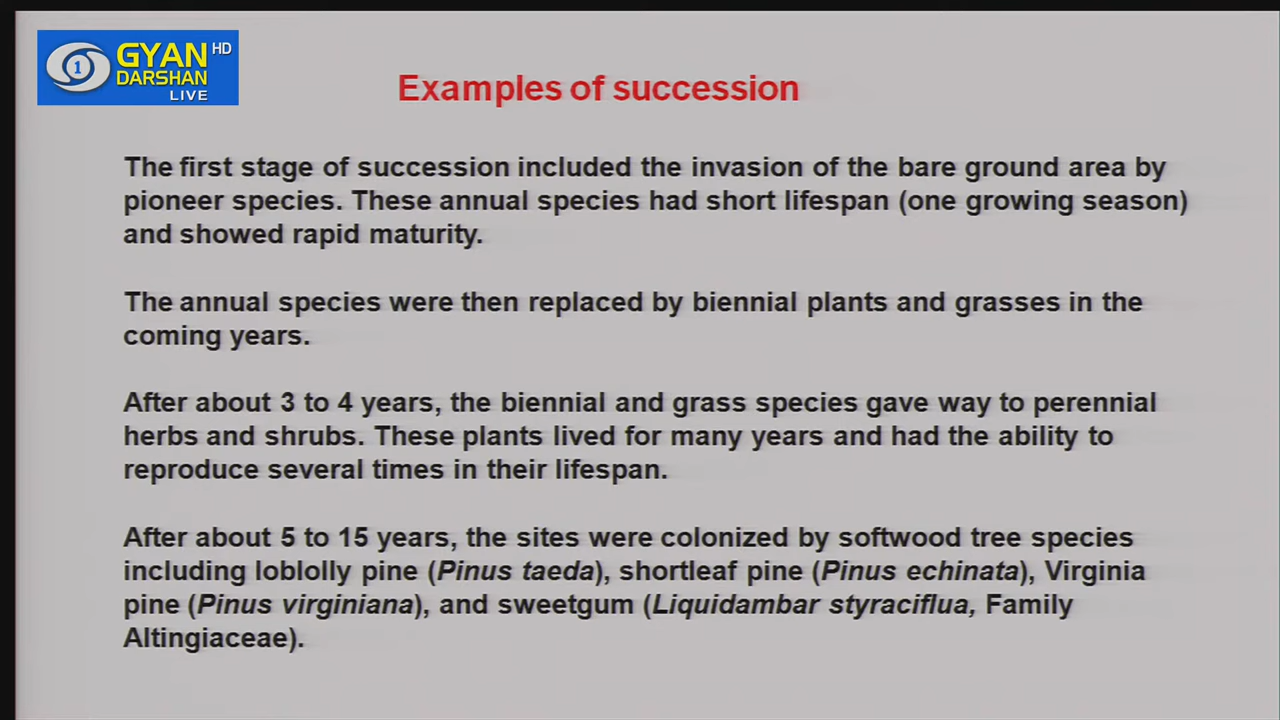 GYAN HD
DARSHAN
1
LIVE
Examples of succession
The first stage of succession included the invasion of the bare ground area by
pioneer species. These annual species had short lifespan (one growing season)
and showed rapid maturity.
The annual species were then replaced by biennial plants and grasses in the
coming years.
After about 3 to 4 years, the biennial and grass species gave way to perennial
herbs and shrubs. These plants lived for many years and had the ability to
reproduce several times in their lifespan.
After about 5 to 15 years, the sites were colonized by softwood tree species
including loblolly pine (Pinus taeda), shortleaf pine (Pinus echinata), Virginia
pine (Pinus virginiana), and sweetgum (Liquidambar styraciflua, Family
Altingiaceae).